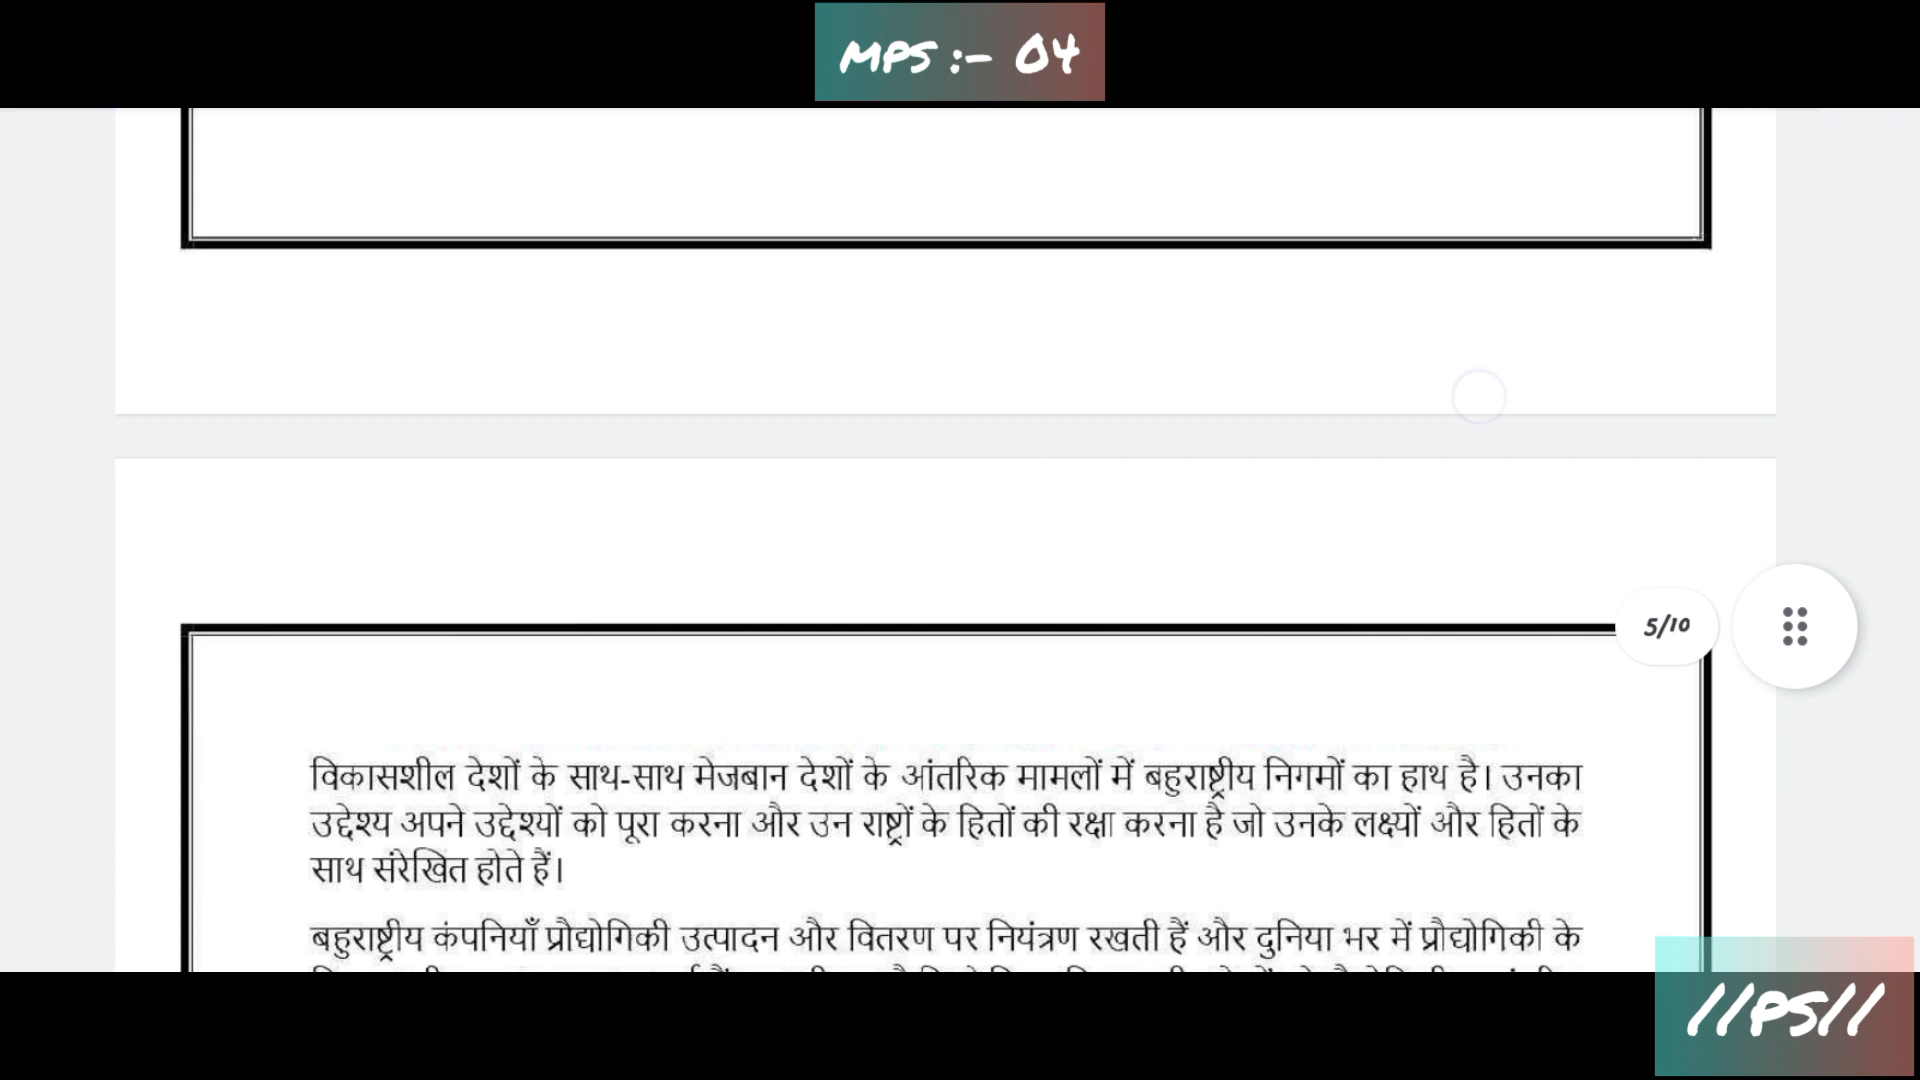 MPS :- 04
5/10
विकासशील देशों के साथ-साथ मेजबान देशों के आंतरिक मामलों में बहुराष्ट्रीय निगमों का हाथ है। उनका
उद्देश्य अपने उद्देश्यों को पूरा करना और उन राष्ट्रों के हितों की रक्षा करना है जो उनके लक्ष्यों और हितों के
साथ संरेखित होते हैं।
बहुराष्ट्रीय कंपनियाँ प्रौद्योगिकी उत्पादन और वितरण पर नियंत्रण रखती हैं और दुनिया भर में प्रौद्योगिकी के
//PS//